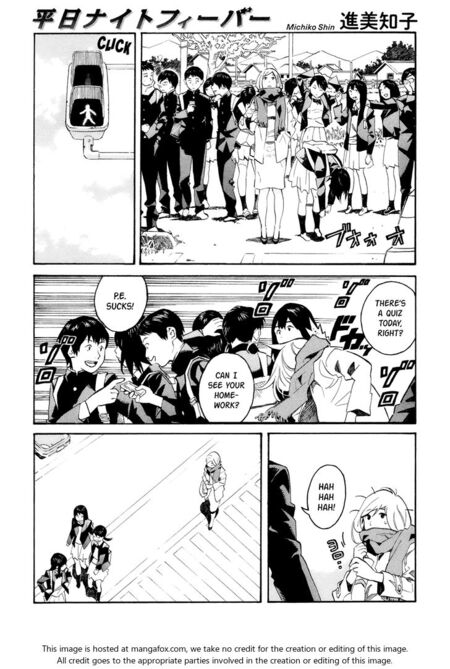 平日ナイトフィーバー
Michiko Shin 進美知子
CLICK
ブオォオ
THERE'S
A QUIZ
TODAY,
RIGHT?
ドカッ
P.E.
SUCKS!
CAN I
SEE YOUR
HOME-
WORK?
HAH
HAH
HAH!
This image is hosted at mangafox.com, we take no credit for the creation or editing of this image.
All credit goes to the appropriate parties involved in the creation or editing of this image.